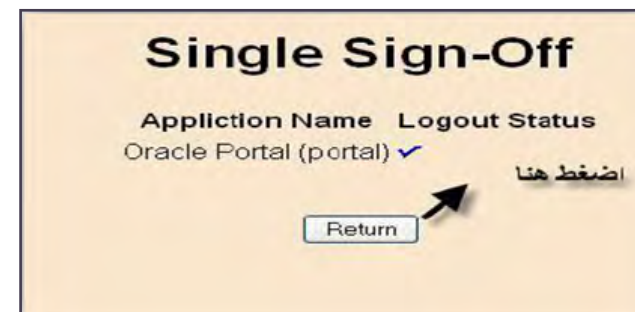 Single Sign-Off
Appliction Name Logout Status
Oracle Portal (portal) ✓
اضغط هنا
Return